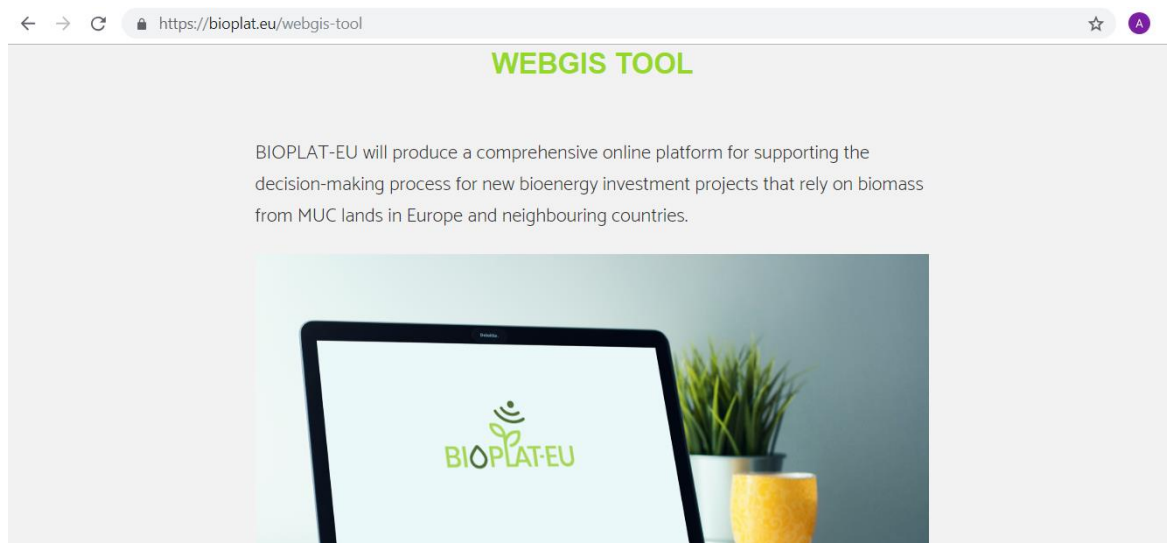 https://bioplat.eu/webgis-tool
A
WEBGIS TOOL
BIOPLAT-EU will produce a comprehensive online platform for supporting the
decision-making process for new bioenergy investment projects that rely on biomass
from MUC lands in Europe and neighbouring countries.
BIOPLAT-EU